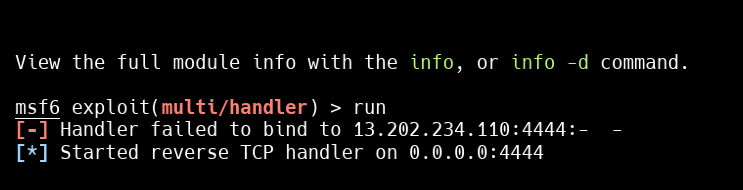 View the full module info with the info, or info -d command.
msf6 exploit(multi/handler) > run
[-] Handler failed to bind to 13.202.234.110:4444:-  -
[*] Started reverse TCP handler on 0.0.0.0:4444